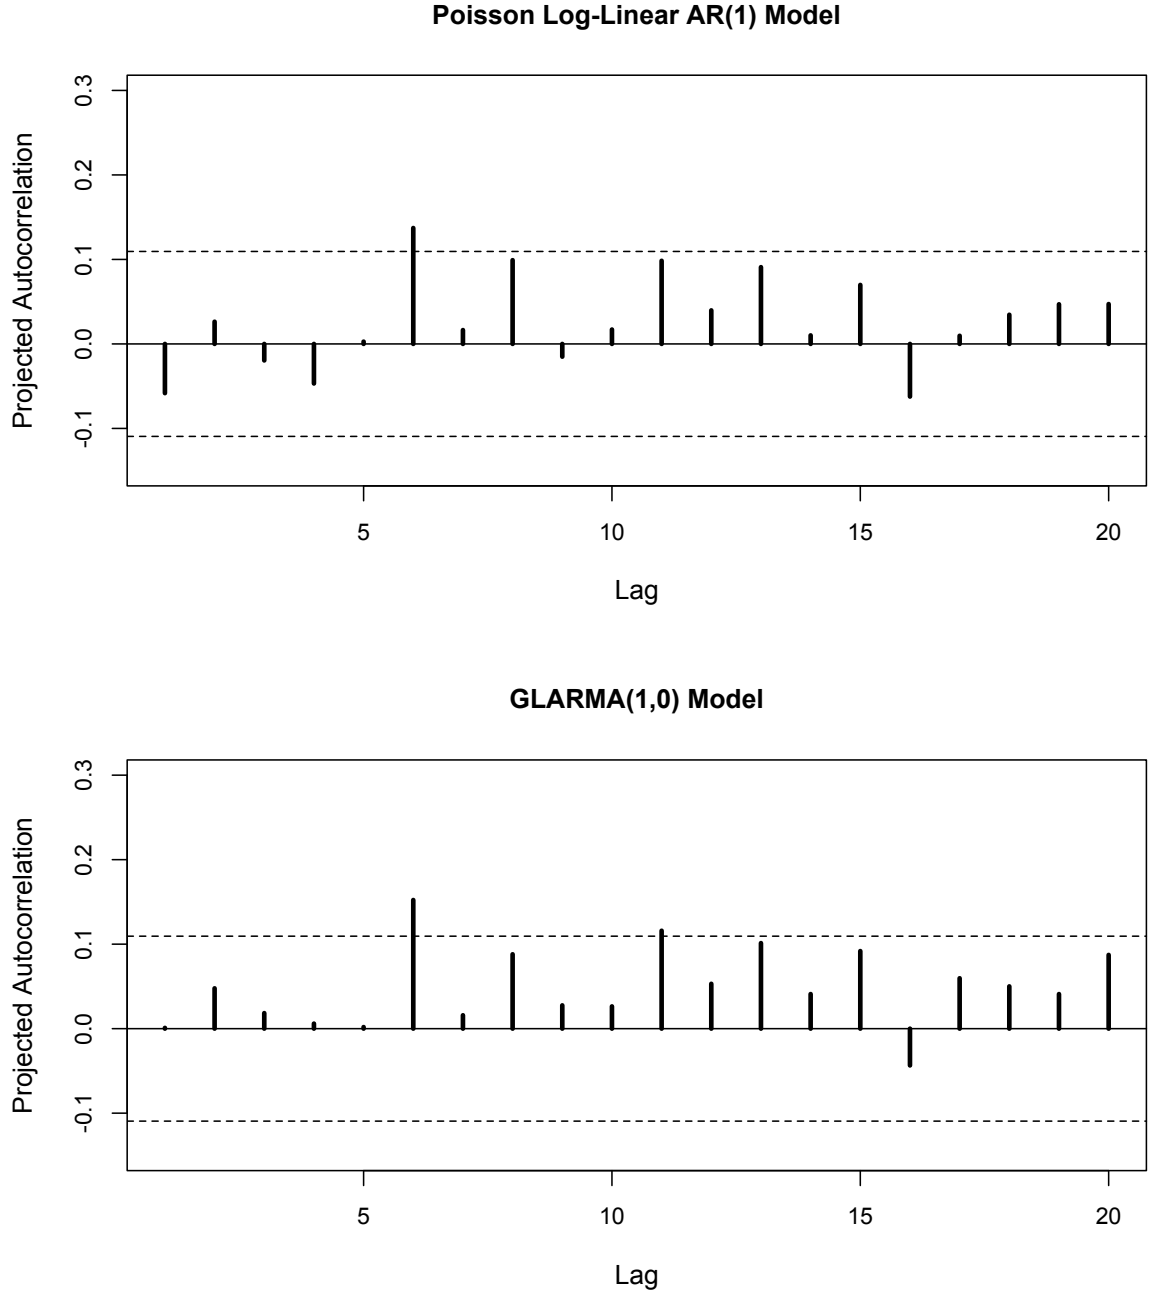 Poisson Log-Linear AR(1) Model
Projected Autocorrelation
0.3
0.2
0.1
0.0
-0.1
5 10 15 20
Lag
GLARMA(1,0) Model
Projected Autocorrelation
0.3
0.2
0.1
0.0
-0.1
5 10 15 20
Lag